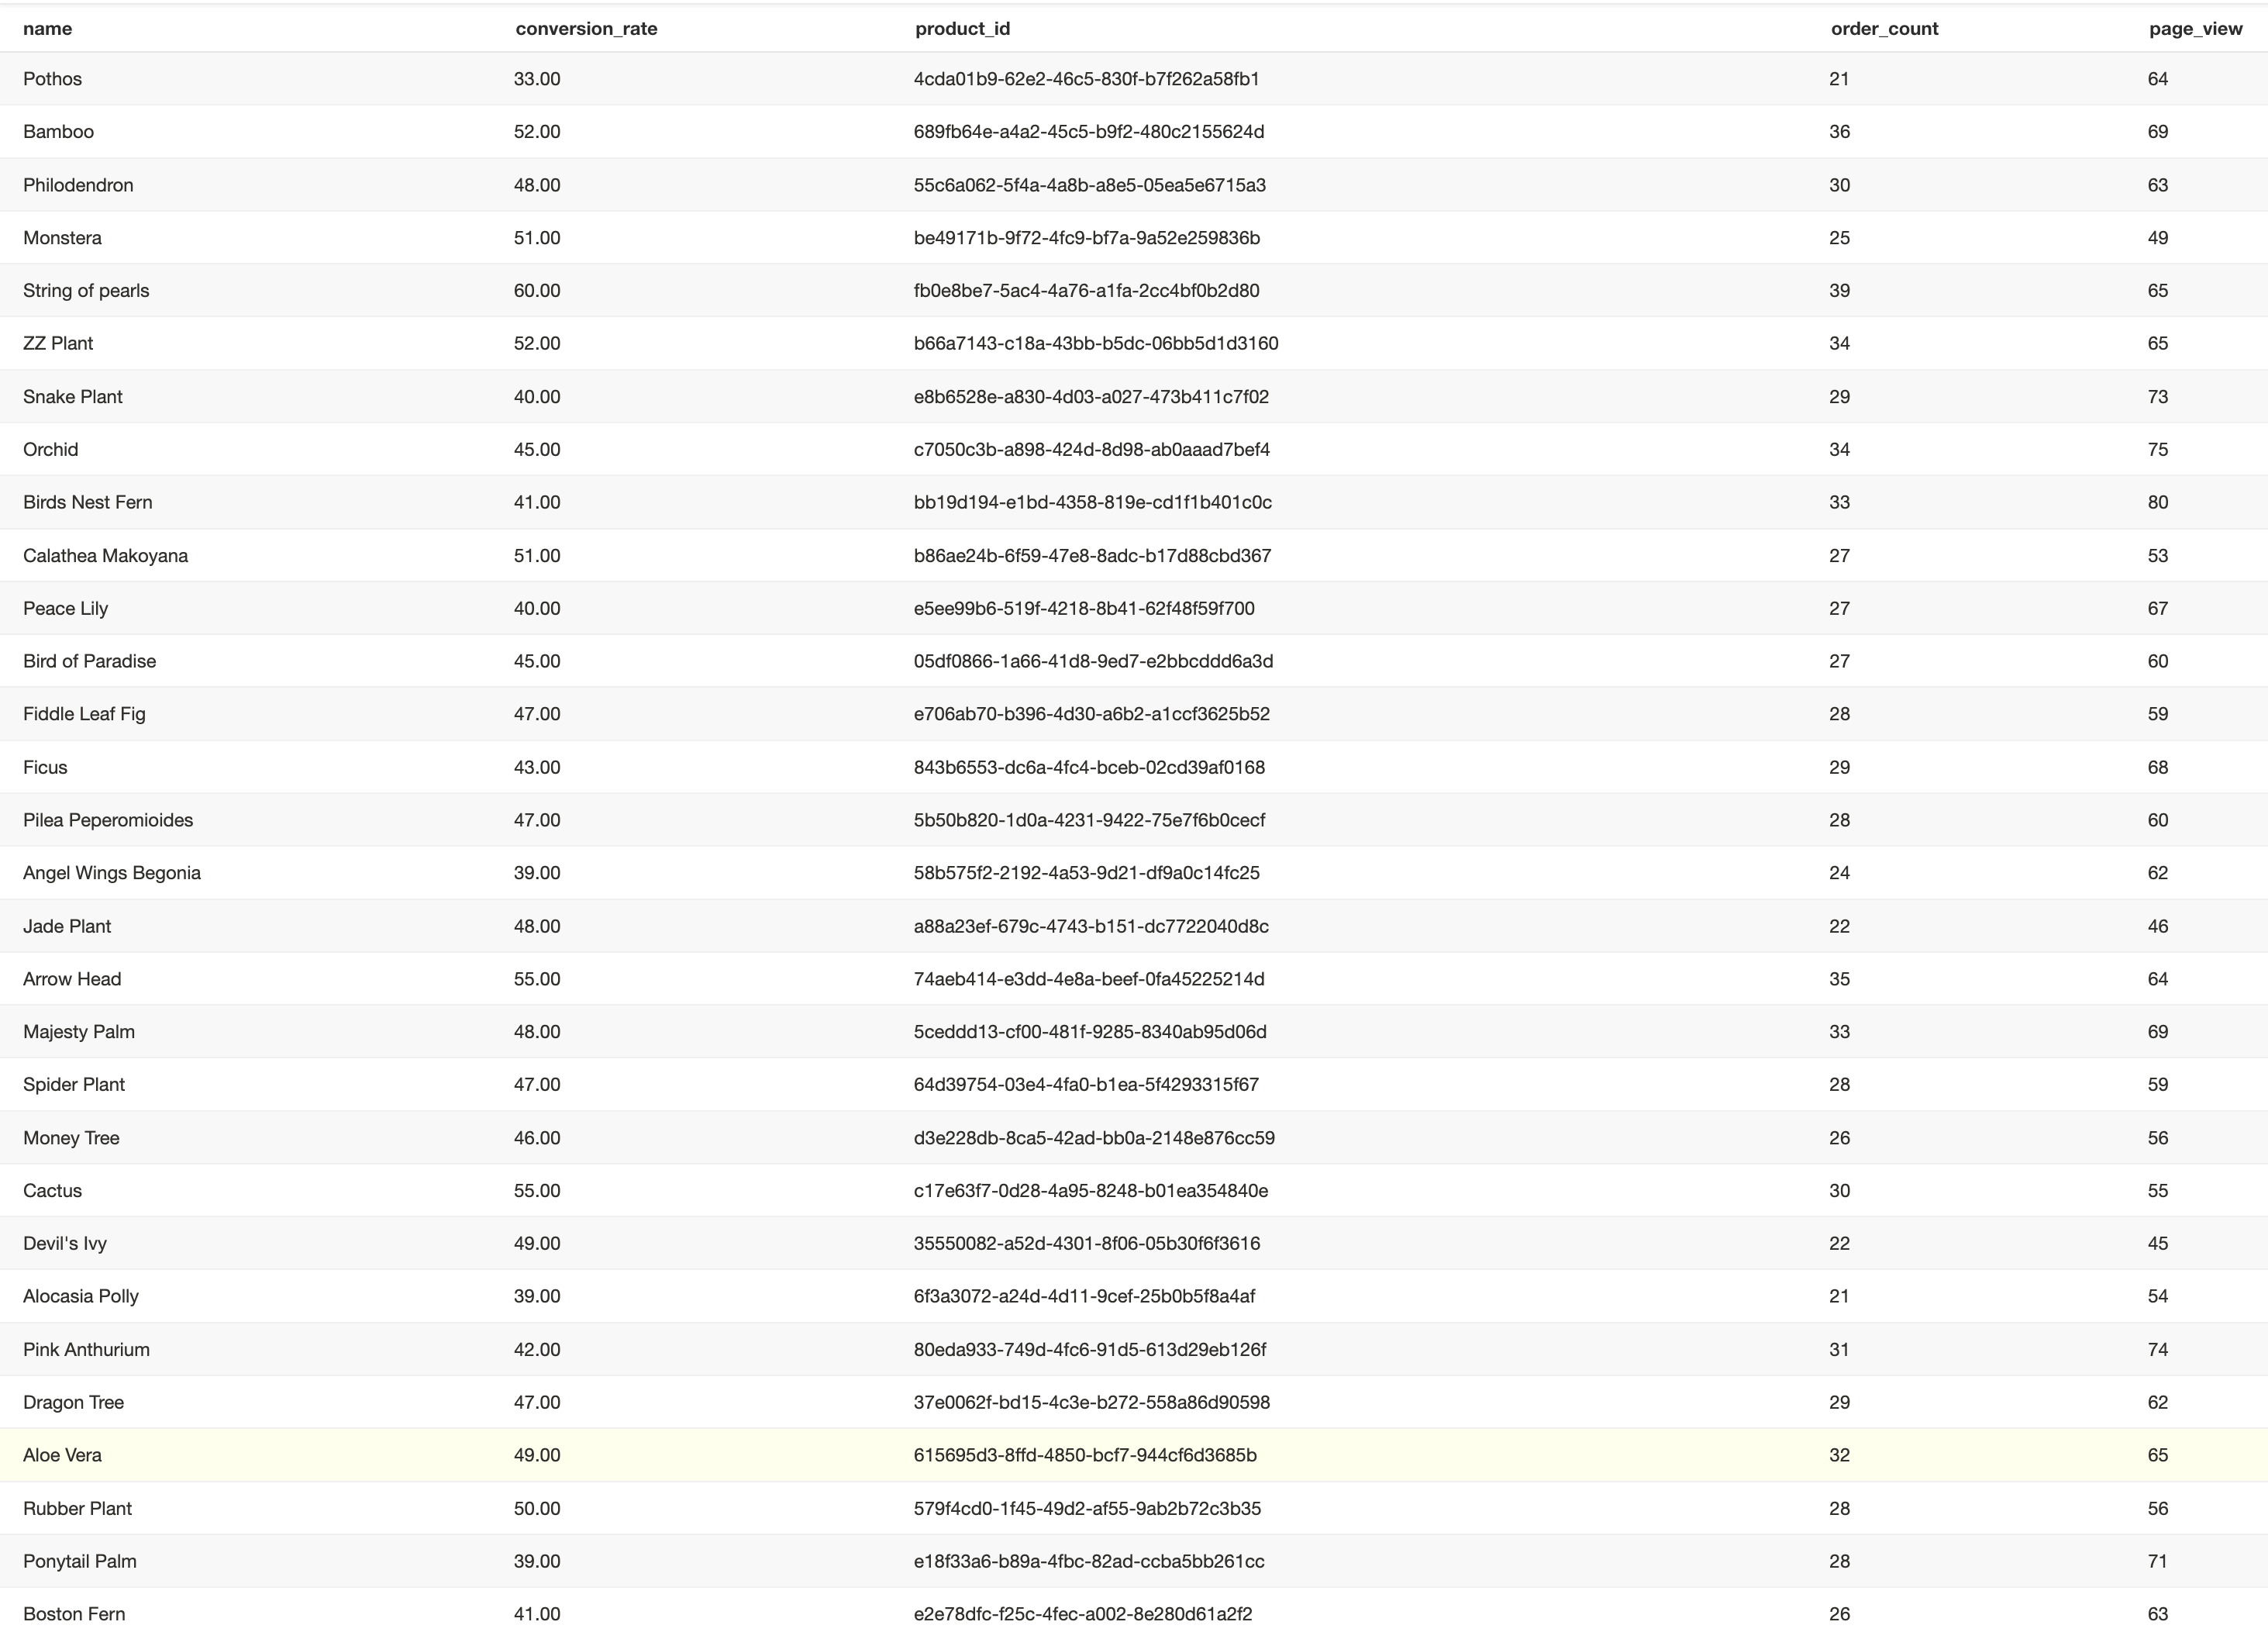 name conversion_rate product_id order_count page_view
Pothos 33.00 4cda01b9-62e2-46c5-830f-b7f262a58fb1 21 64
Bamboo 52.00 689fb64e-a4a2-45c5-b9f2-480c2155624d 36 69
Philodendron 48.00 55c6a062-5f4a-4a8b-a8e5-05ea5e6715a3 30 63
Monstera 51.00 be49171b-9f72-4fc9-bf7a-9a52e259836b 25 49
String of pearls 60.00 fb0e8be7-5ac4-4a76-a1fa-2cc4bf0b2d80 39 65
ZZ Plant 52.00 b66a7143-c18a-43bb-b5dc-06bb5d1d3160 34 65
Snake Plant 40.00 e8b6528e-a830-4d03-a027-473b411c7f02 29 73
Orchid 45.00 c7050c3b-a898-424d-8d98-ab0aaad7bef4 34 75
Birds Nest Fern 41.00 bb19d194-e1bd-4358-819e-cd1f1b401c0c 33 80
Calathea Makoyana 51.00 b86ae24b-6f59-47e8-8adc-b17d88cbd367 27 53
Peace Lily 40.00 e5ee99b6-519f-4218-8b41-62f48f59f700 27 67
Bird of Paradise 45.00 05df0866-1a66-41d8-9ed7-e2bbcddd6a3d 27 60
Fiddle Leaf Fig 47.00 e706ab70-b396-4d30-a6b2-a1ccf3625b52 28 59
Ficus 43.00 843b6553-dc6a-4fc4-bceb-02cd39af0168 29 68
Pilea Peperomioides 47.00 5b50b820-1d0a-4231-9422-75e7f6b0cecf 28 60
Angel Wings Begonia 39.00 58b575f2-2192-4a53-9d21-df9a0c14fc25 24 62
Jade Plant 48.00 a88a23ef-679c-4743-b151-dc7722040d8c 22 46
Arrow Head 55.00 74aeb414-e3dd-4e8a-beef-0fa45225214d 35 64
Majesty Palm 48.00 5ceddd13-cf00-481f-9285-8340ab95d06d 33 69
Spider Plant 47.00 64d39754-03e4-4fa0-b1ea-5f4293315f67 28 59
Money Tree 46.00 d3e228db-8ca5-42ad-bb0a-2148e876cc59 26 56
Cactus 55.00 c17e63f7-0d28-4a95-8248-b01ea354840e 30 55
Devil's Ivy 49.00 35550082-a52d-4301-8f06-05b30f6f3616 22 45
Alocasia Polly 39.00 6f3a3072-a24d-4d11-9cef-25b0b5f8a4af 21 54
Pink Anthurium 42.00 80eda933-749d-4fc6-91d5-613d29eb126f 31 74
Dragon Tree 47.00 37e0062f-bd15-4c3e-b272-558a86d90598 29 62
Aloe Vera 49.00 615695d3-8ffd-4850-bcf7-944cf6d3685b 32 65
Rubber Plant 50.00 579f4cd0-1f45-49d2-af55-9ab2b72c3b35 28 56
Ponytail Palm 39.00 e18f33a6-b89a-4fbc-82ad-ccba5bb261cc 28 71
Boston Fern 41.00 e2e78dfc-f25c-4fec-a002-8e280d61a2f2 26 63